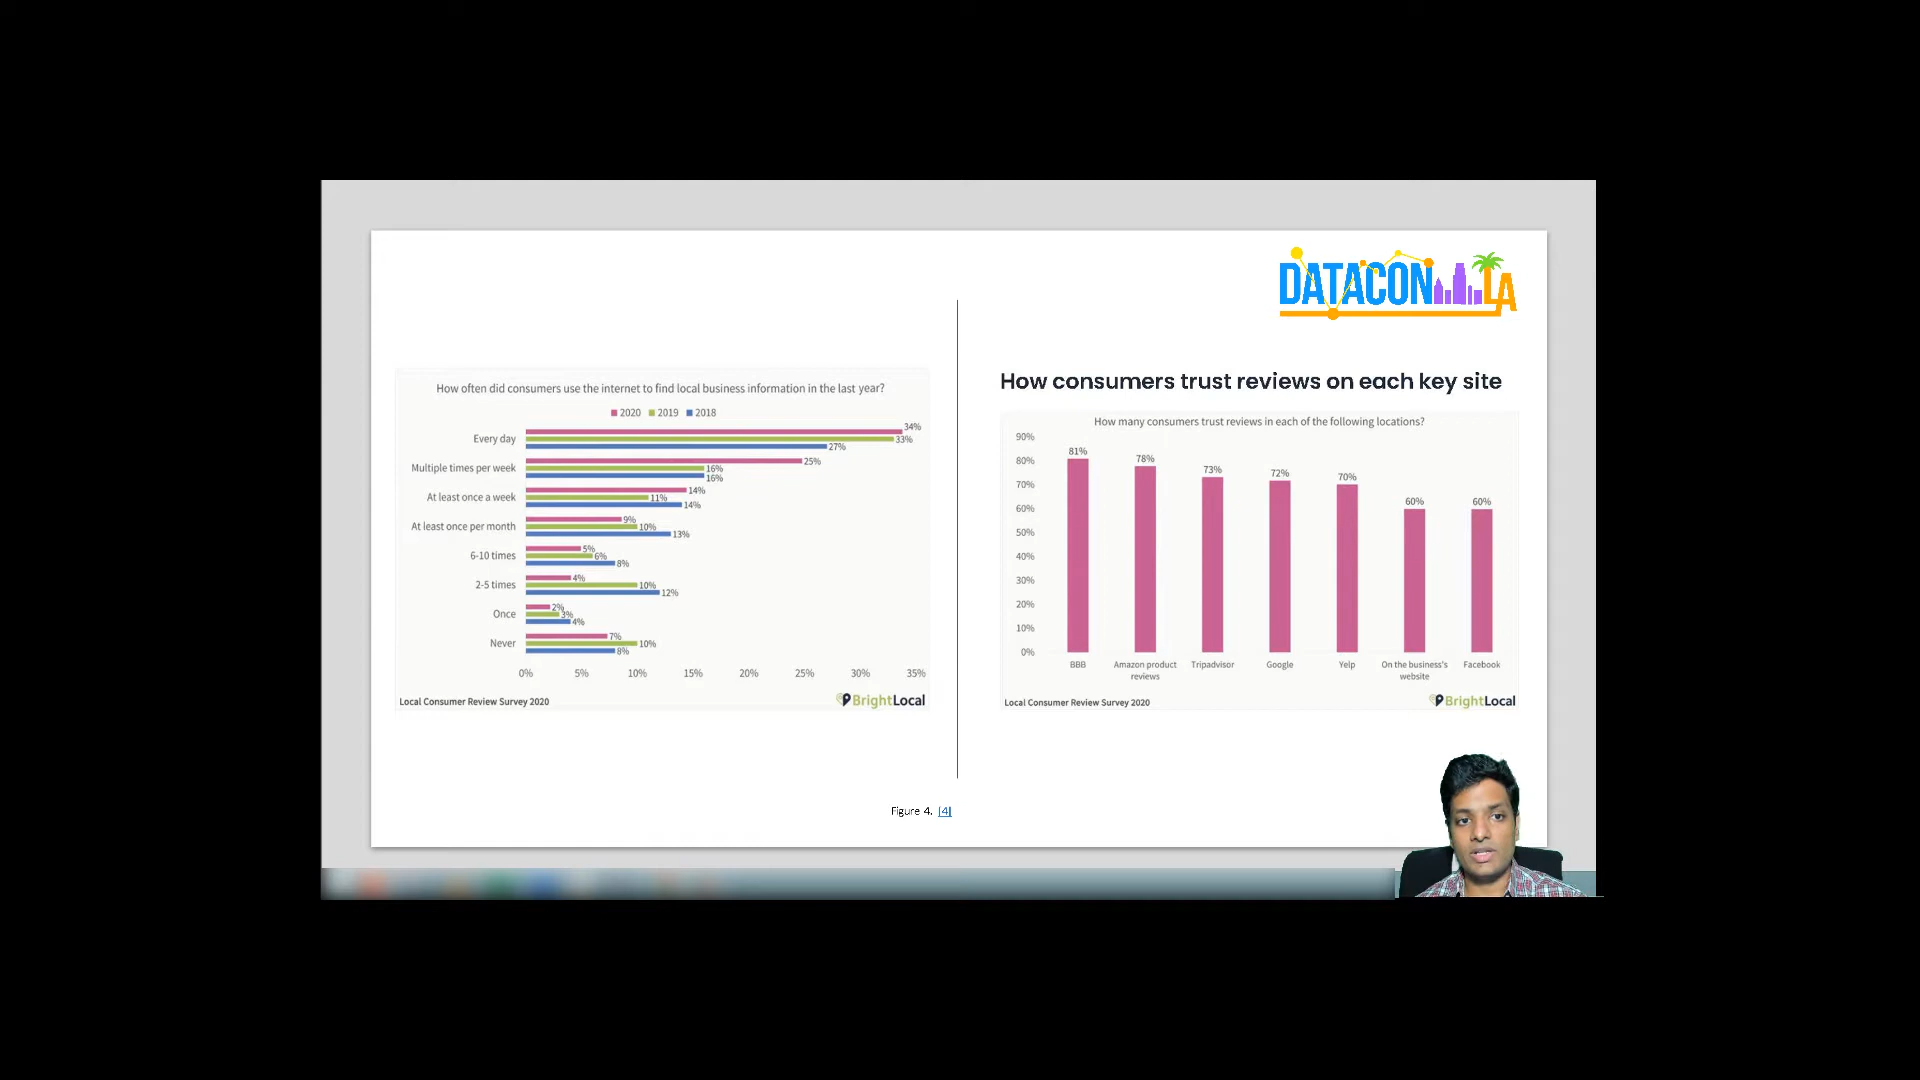 DATACON LA
How often did consumers use the internet to find local business information in the last year?
2020 2019 2018
Every day 34% 33% 27%
Multiple times per week 25% 16% 16%
At least once a week 14% 11% 14%
At least once per month 9% 10% 13%
6-10 times 5% 6% 8%
2-5 times 4% 10% 12%
Once 2% 3% 4%
Never 7% 10% 8%
0% 5% 10% 15% 20% 25% 30% 35%
Local Consumer Review Survey 2020
BrightLocal
How consumers trust reviews on each key site
How many consumers trust reviews in each of the following locations?
90%
80%
70%
60%
50%
40%
30%
20%
10%
0%
81% 78% 73% 72% 70% 60% 60%
BBB Amazon product Tripadvisor Google Yelp On the business's Facebook
reviews website
Local Consumer Review Survey 2020
BrightLocal
Figure 4. [4]